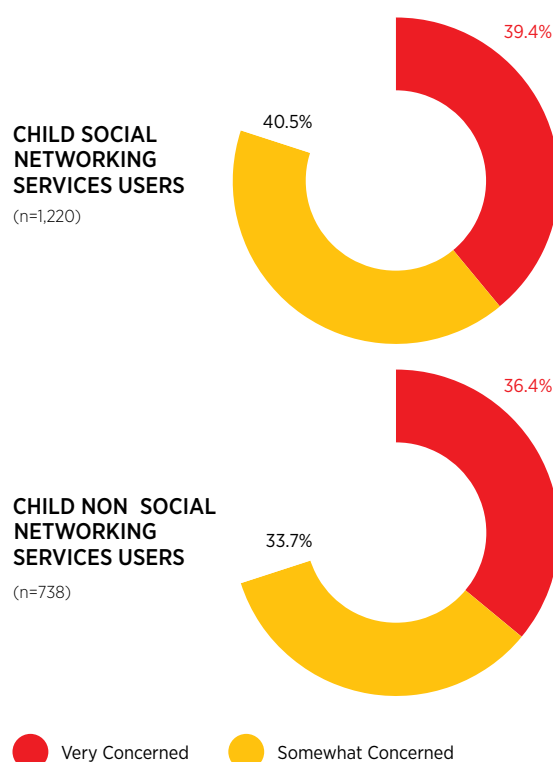 39.4%
40.5%
CHILD SOCIAL
NETWORKING
SERVICES USERS
(n=1,220)
36.4%
CHILD NON SOCIAL
NETWORKING
SERVICES USERS
33.7%
(n=738)
Very Concerned
Somewhat Concerned